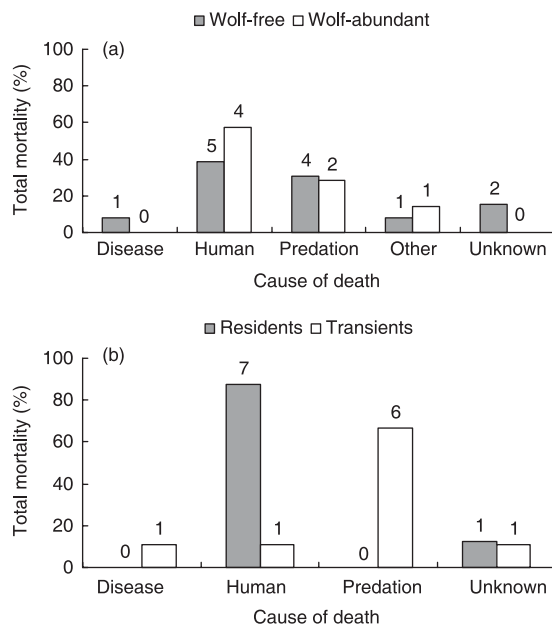 Wolf-free Wolf-abundant
(a)
Total mortality (%)
100
80
60
40
20
0
1 0 5 4 4 2 1 1 2 0
Disease Human Predation Other Unknown
Cause of death
Residents Transients
(b)
Total mortality (%)
100
80
60
40
20
0
0 1 7 1 0 6 1 1
Disease Human Predation Unknown
Cause of death